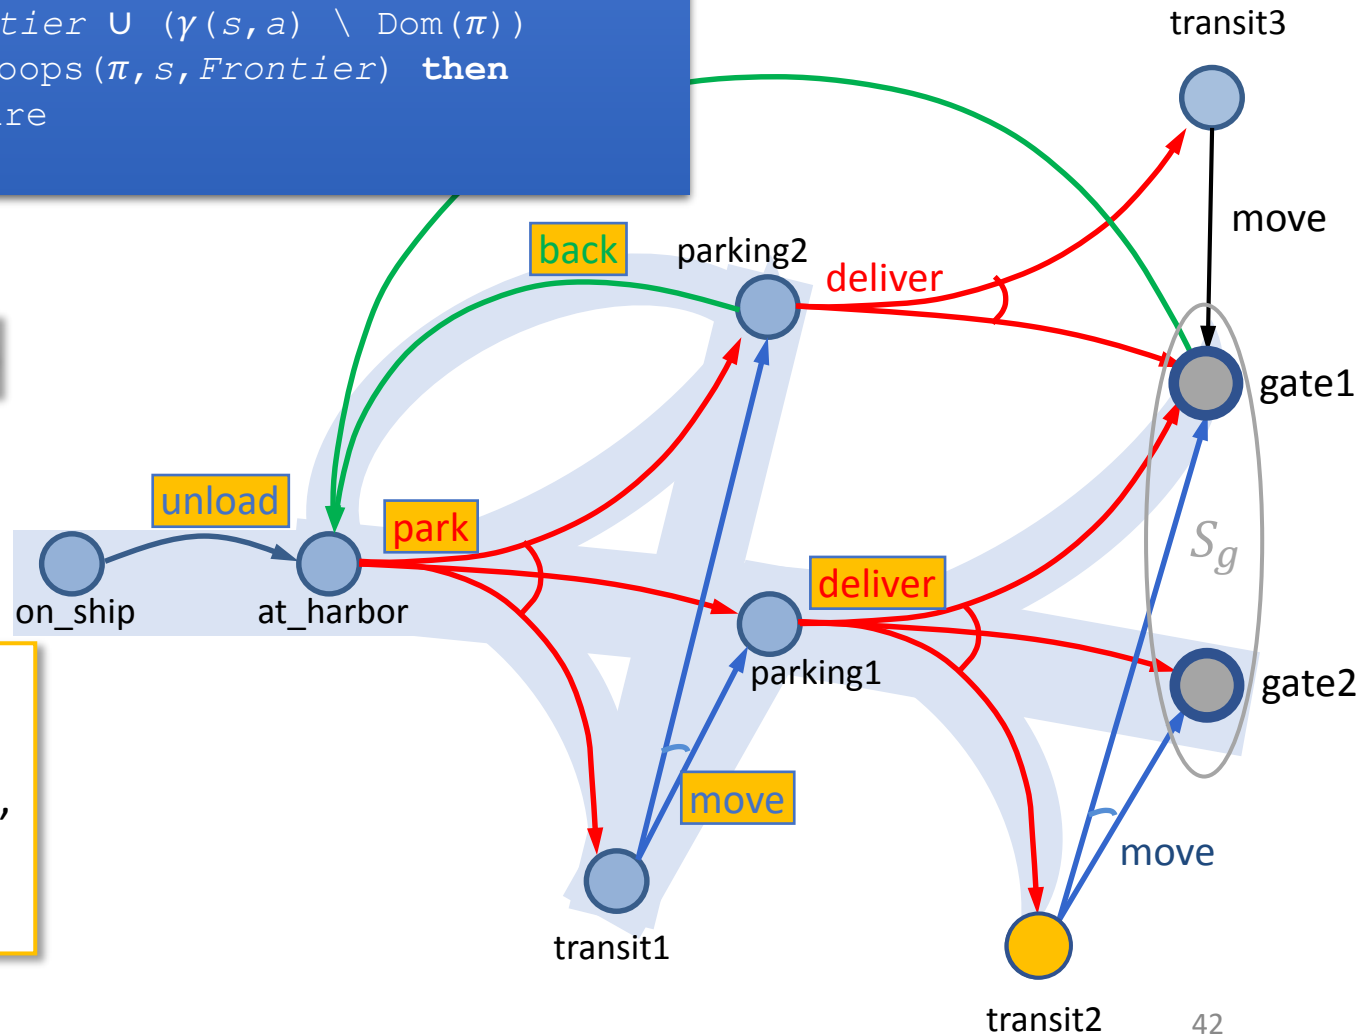 tier ∪ (γ(s,a) \ Dom(π))
oops(π,s,Frontier) then
re
transit3
move
back
parking2
deliver
gate1
unload
park
S_g
deliver
on_ship
at_harbor
parking1
gate2
move
,
move
transit1
transit2
42